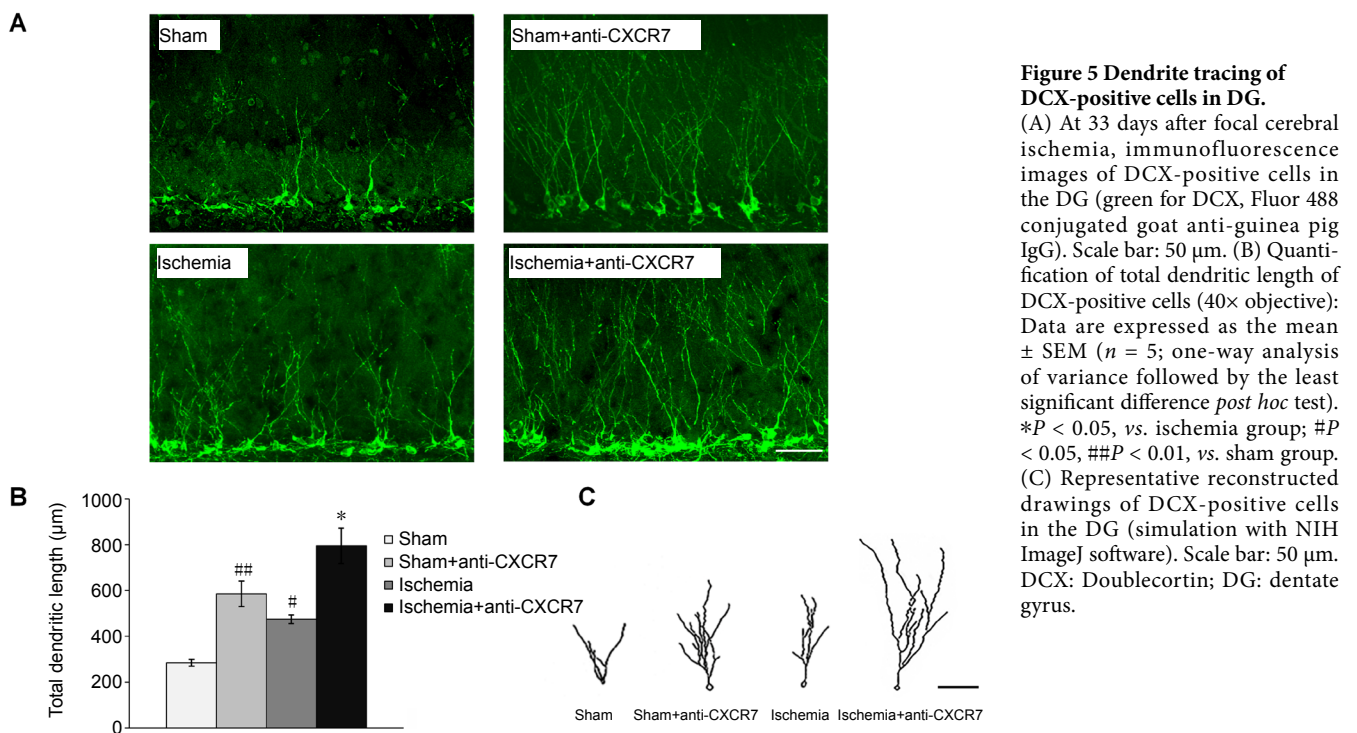 A
Sham
Sham+anti-CXCR7
Ischemia
Ischemia+anti-CXCR7
Figure 5 Dendrite tracing of
DCX-positive cells in DG.
(A) At 33 days after focal cerebral
ischemia, immunofluorescence
images of DCX-positive cells in
the DG (green for DCX, Fluor 488
conjugated goat anti-guinea pig
IgG). Scale bar: 50 μm. (B) Quanti-
fication of total dendritic length of
DCX-positive cells (40× objective):
Data are expressed as the mean
± SEM (n = 5; one-way analysis
of variance followed by the least
significant difference post hoc test).
*P < 0.05, vs. ischemia group; #P
< 0.05, ##P < 0.01, vs. sham group.
(C) Representative reconstructed
drawings of DCX-positive cells
in the DG (simulation with NIH
ImageJ software). Scale bar: 50 μm.
DCX: Doublecortin; DG: dentate
gyrus.
B
Total dendritic length (μm)
1000
800
600
400
200
0
##
#
*
Sham
Sham+anti-CXCR7
Ischemia
Ischemia+anti-CXCR7
C
Sham
Sham+anti-CXCR7
Ischemia
Ischemia+anti-CXCR7